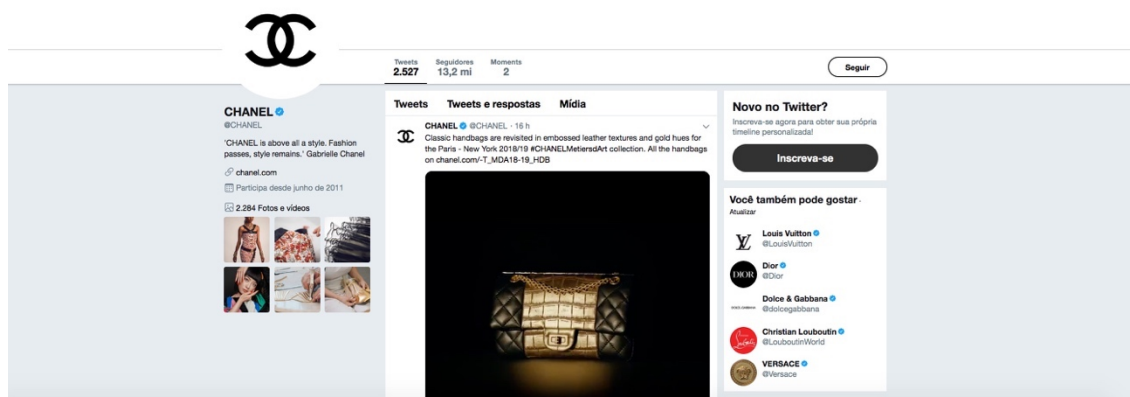 Tweets Seguidores Moments
2.527 13,2 mi 2
Seguir
CHANEL
@CHANEL
'CHANEL is above all a style. Fashion
passes, style remains.' Gabrielle Chanel
chanel.com
Participa desde junho de 2011
2.284 Fotos e vídeos
Tweets Tweets e respostas Mídia
CHANEL @CHANEL · 16 h
Classic handbags are revisited in embossed leather textures and gold hues for
the Paris - New York 2018/19 #CHANELMetiersdArt collection. All the handbags
on chanel.com/-T_MDA18-19_HDB
Novo no Twitter?
Inscreva-se agora para obter sua própria
timeline personalizada!
Inscreva-se
Você também pode gostar ·
Atualizar
Louis Vuitton
@LouisVuitton
DIOR
Dior
@Dior
Dolce & Gabbana
@dolcegabbana
Christian Louboutin
@LouboutinWorld
VERSACE
@Versace